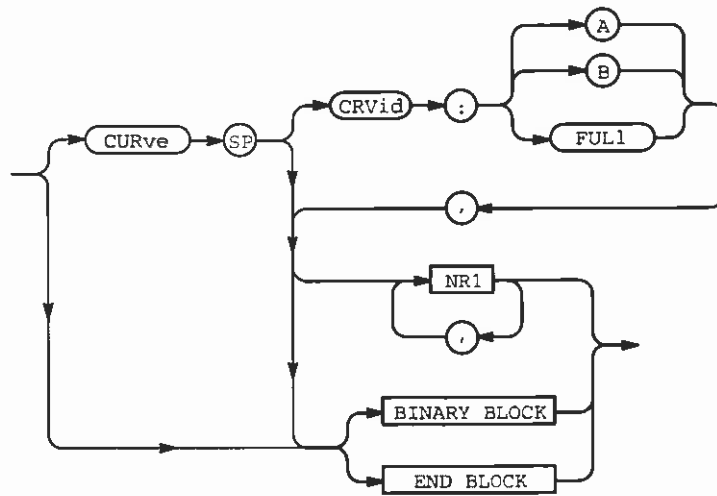 A
B
CRVid :
FULl
CURve SP
,
NR1
,
BINARY BLOCK
END BLOCK